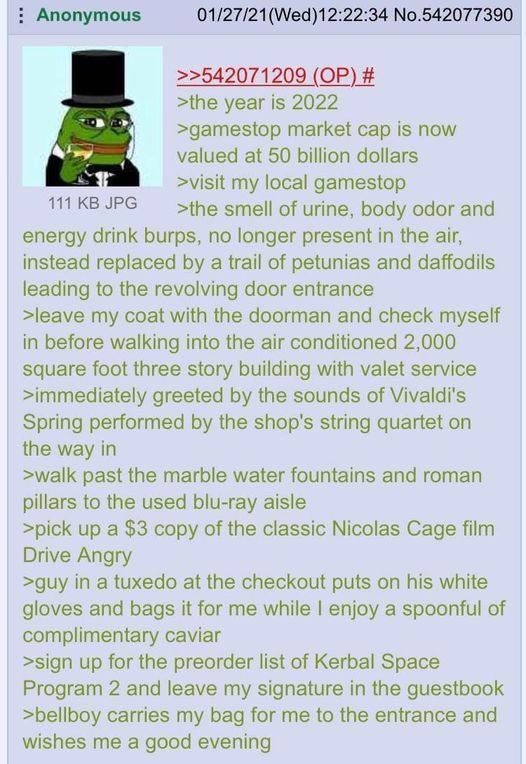 Anonymous 01/27/21(Wed)12:22:34 No.542077390
>>542071209 (OP) #
>the year is 2022
>gamestop market cap is now
valued at 50 billion dollars
>visit my local gamestop
111 KB JPG
>the smell of urine, body odor and
energy drink burps, no longer present in the air,
instead replaced by a trail of petunias and daffodils
leading to the revolving door entrance
>leave my coat with the doorman and check myself
in before walking into the air conditioned 2,000
square foot three story building with valet service
>immediately greeted by the sounds of Vivaldi's
Spring performed by the shop's string quartet on
the way in
>walk past the marble water fountains and roman
pillars to the used blu-ray aisle
>pick up a $3 copy of the classic Nicolas Cage film
Drive Angry
>guy in a tuxedo at the checkout puts on his white
gloves and bags it for me while I enjoy a spoonful of
complimentary caviar
>sign up for the preorder list of Kerbal Space
Program 2 and leave my signature in the guestbook
>bellboy carries my bag for me to the entrance and
wishes me a good evening